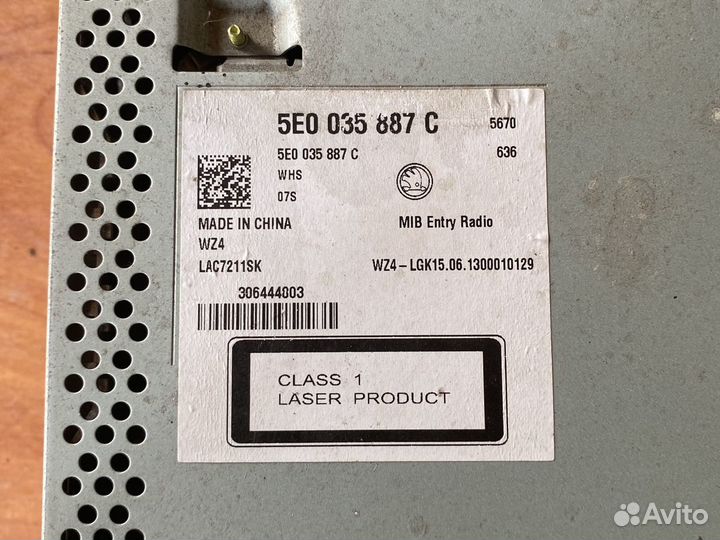 5E0 035 887 C 5670
5E0 035 887 C 636
WHS
07S
MADE IN CHINA MIB Entry Radio
WZ4
LAC7211SK WZ4-LGK15.06.1300010129
306444803
CLASS 1
LASER PRODUCT
Avito